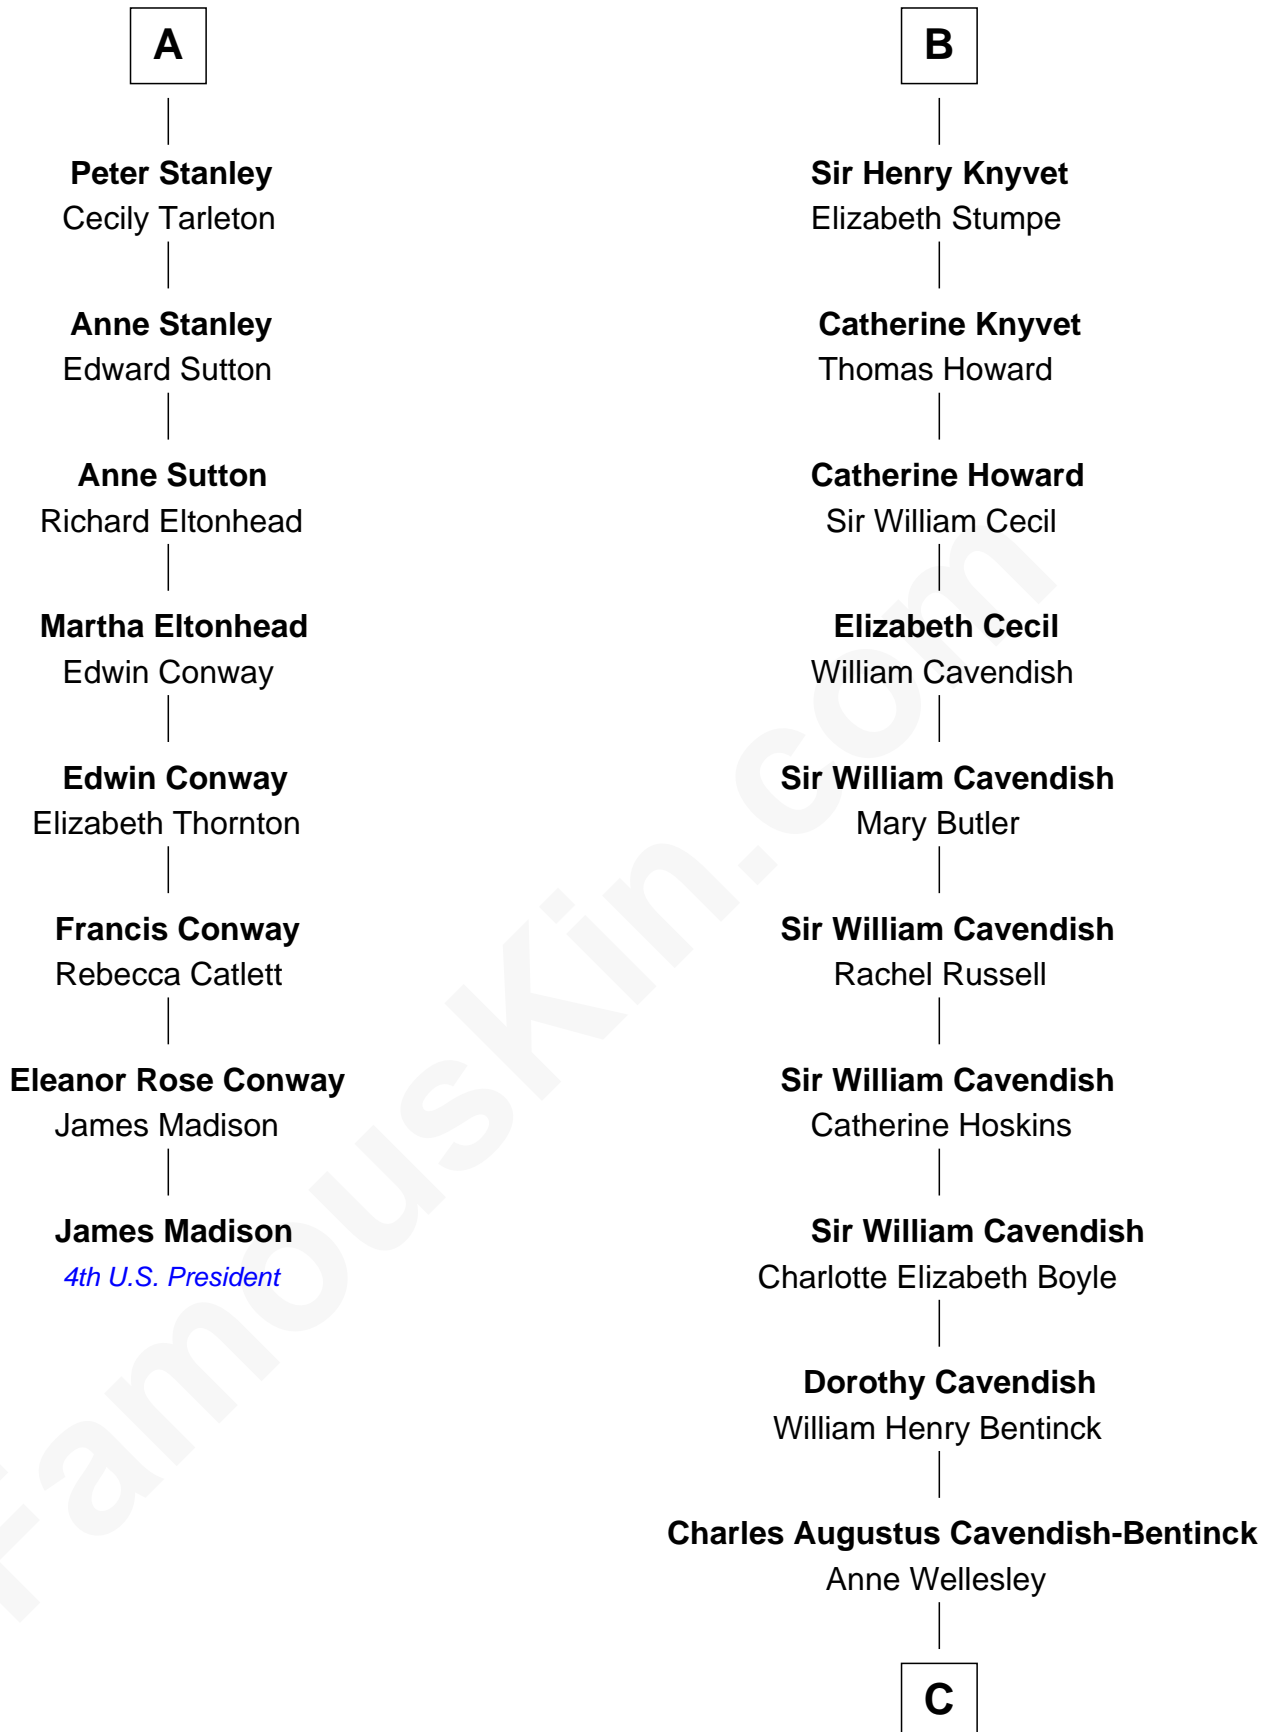 A
Peter Stanley
Cecily Tarleton
Anne Stanley
Edward Sutton
Anne Sutton
Richard Eltonhead
Martha Eltonhead
Edwin Conway
Edwin Conway
Elizabeth Thornton
Francis Conway
Rebecca Catlett
Eleanor Rose Conway
James Madison
James Madison
4th U.S. President
B
Sir Henry Knyvet
Elizabeth Stumpe
Catherine Knyvet
Thomas Howard
Catherine Howard
Sir William Cecil
Elizabeth Cecil
William Cavendish
Sir William Cavendish
Mary Butler
Sir William Cavendish
Rachel Russell
Sir William Cavendish
Catherine Hoskins
Sir William Cavendish
Charlotte Elizabeth Boyle
Dorothy Cavendish
William Henry Bentinck
Charles Augustus Cavendish-Bentinck
Anne Wellesley
C
FamousKin.com